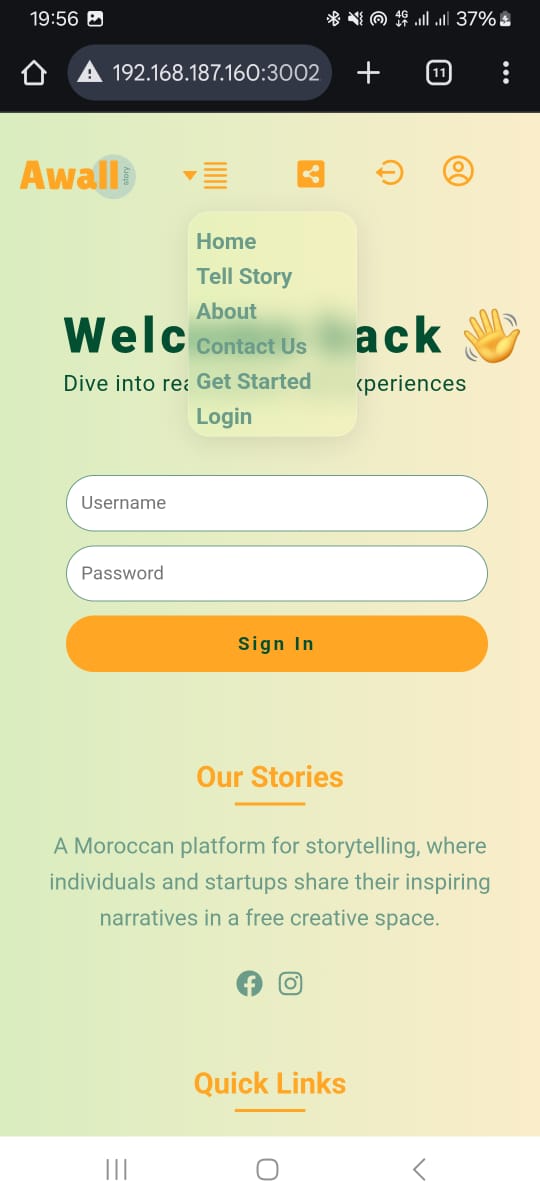 19:56
4G
37%
192.168.187.160:3002
11
Awall
story
Home
Tell Story
About
Welc ack 👋
Contact Us
Dive into rea xperiences
Get Started
Login
Username
Password
Sign In
Our Stories
A Moroccan platform for storytelling, where
individuals and startups share their inspiring
narratives in a free creative space.
Quick Links